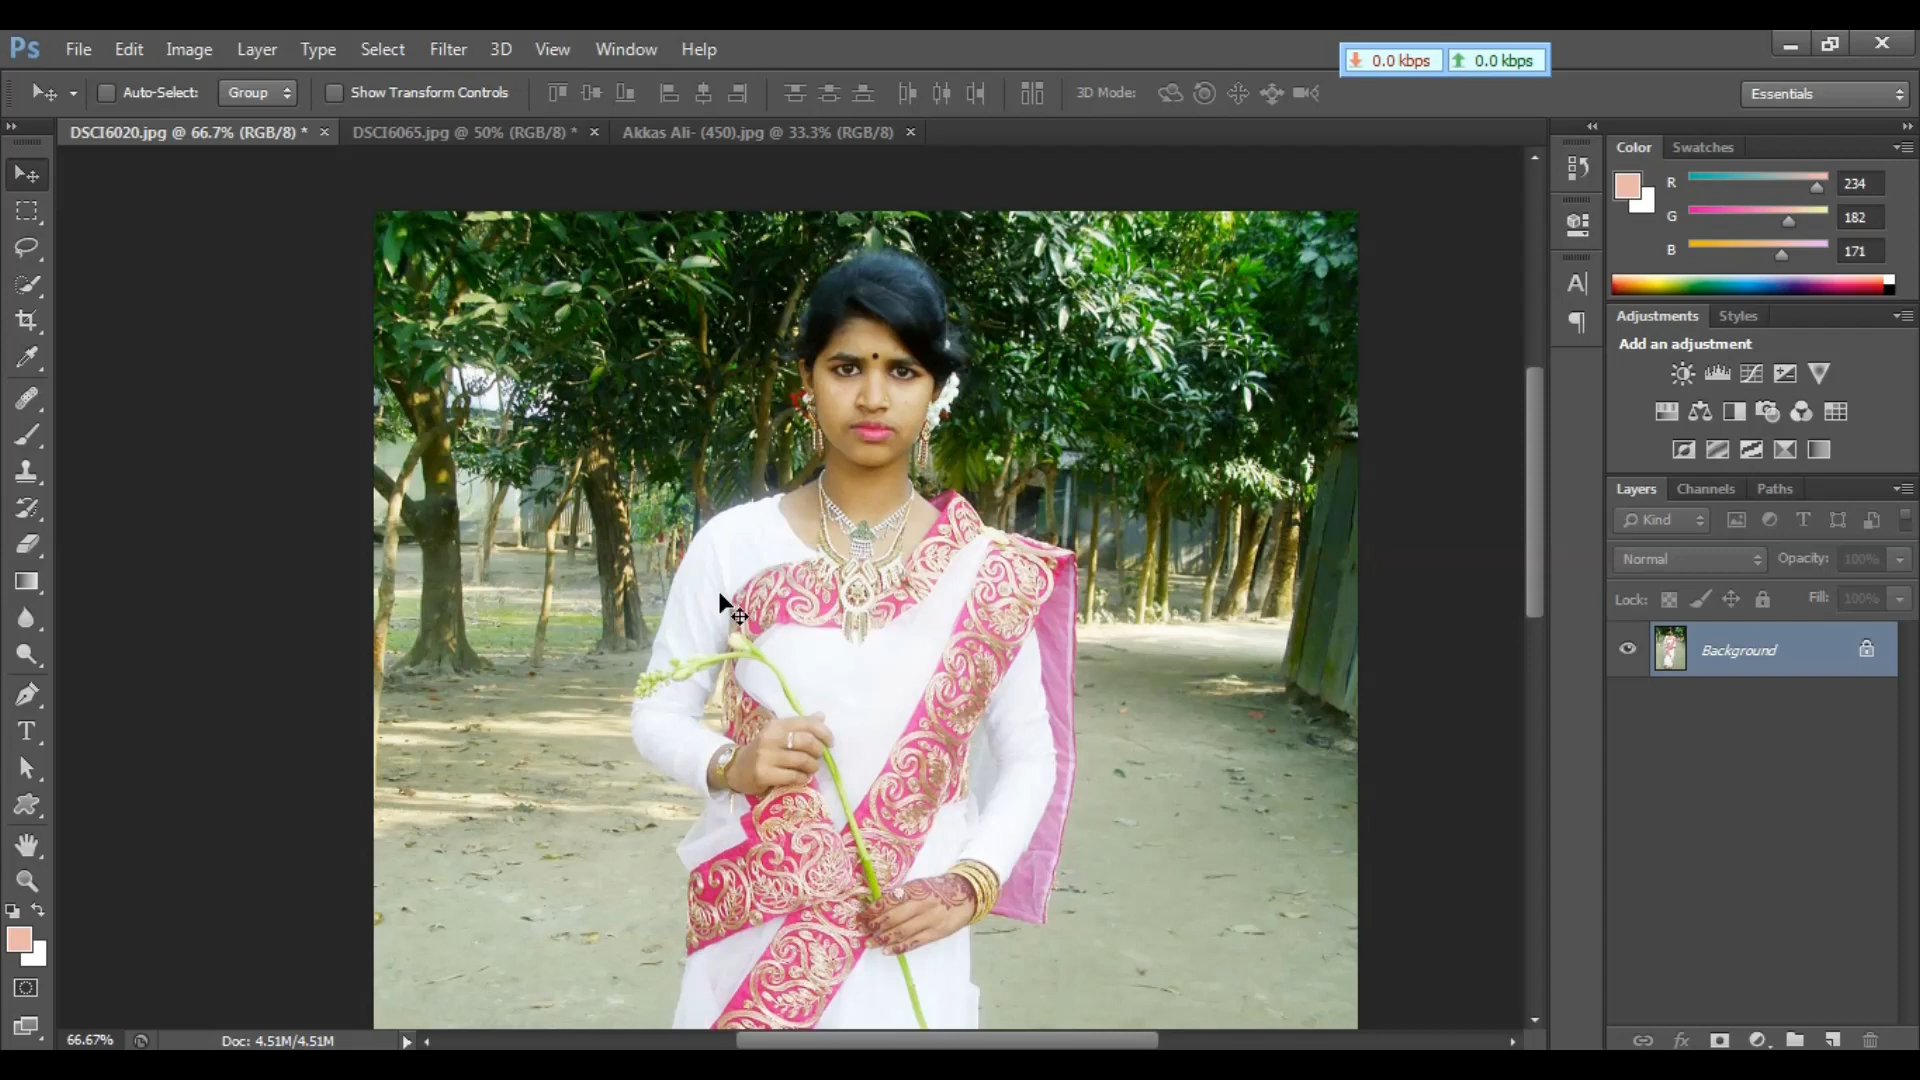 Ps File Edit Image Layer Type Select Filter 3D View Window Help
0.0 kbps 0.0 kbps
Auto-Select: Group Show Transform Controls 3D Mode: Essentials
DSCI6020.jpg @ 66.7% (RGB/8) * × DSCI6065.jpg @ 50% (RGB/8) * × Akkas Ali- (450).jpg @ 33.3% (RGB/8) ×
Color Swatches
R 234
G 182
B 171
Adjustments Styles
Add an adjustment
Layers Channels Paths
Kind
Normal Opacity: 100%
Lock: Fill: 100%
Background
66.67% Doc: 4.51M/4.51M